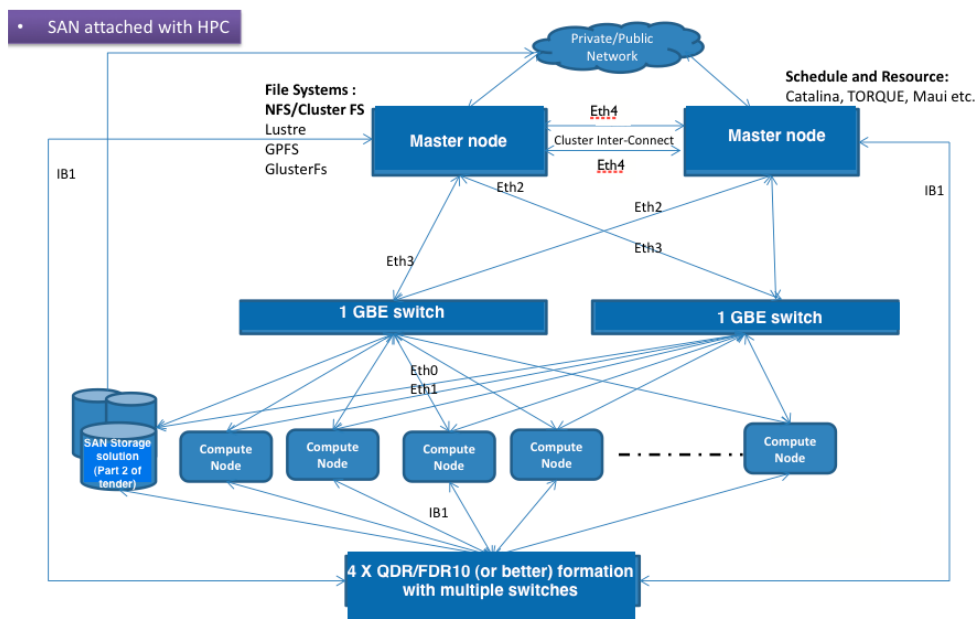 • SAN attached with HPC
Private/Public
Network
File Systems :
NFS/Cluster FS
Lustre
GPFS
GlusterFs
Schedule and Resource:
Catalina, TORQUE, Maui etc.
Master node
Eth4
Cluster Inter-Connect
Eth4
Master node
IB1
IB1
Eth2
Eth2
Eth3
Eth3
1 GBE switch
1 GBE switch
Eth0
Eth1
SAN Storage
solution
(Part 2 of
tender)
Compute
Node
Compute
Node
Compute
Node
Compute
Node
Compute
Node
IB1
4 X QDR/FDR10 (or better) formation
with multiple switches